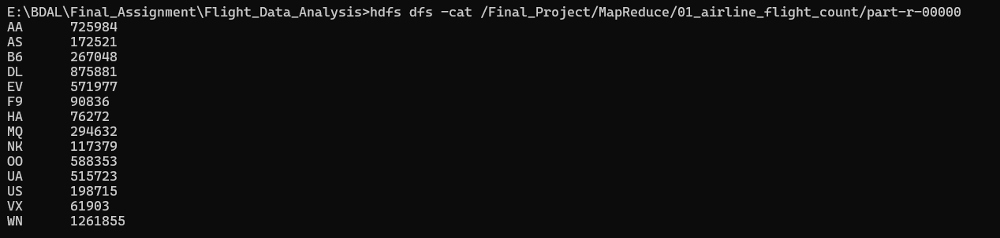 E:\BDAL\Final_Assignment\Flight_Data_Analysis>hdfs dfs -cat /Final_Project/MapReduce/01_airline_flight_count/part-r-00000
AA      725984
AS      172521
B6      267048
DL      875881
EV      571977
F9      90836
HA      76272
MQ      294632
NK      117379
OO      588353
UA      515723
US      198715
VX      61903
WN      1261855